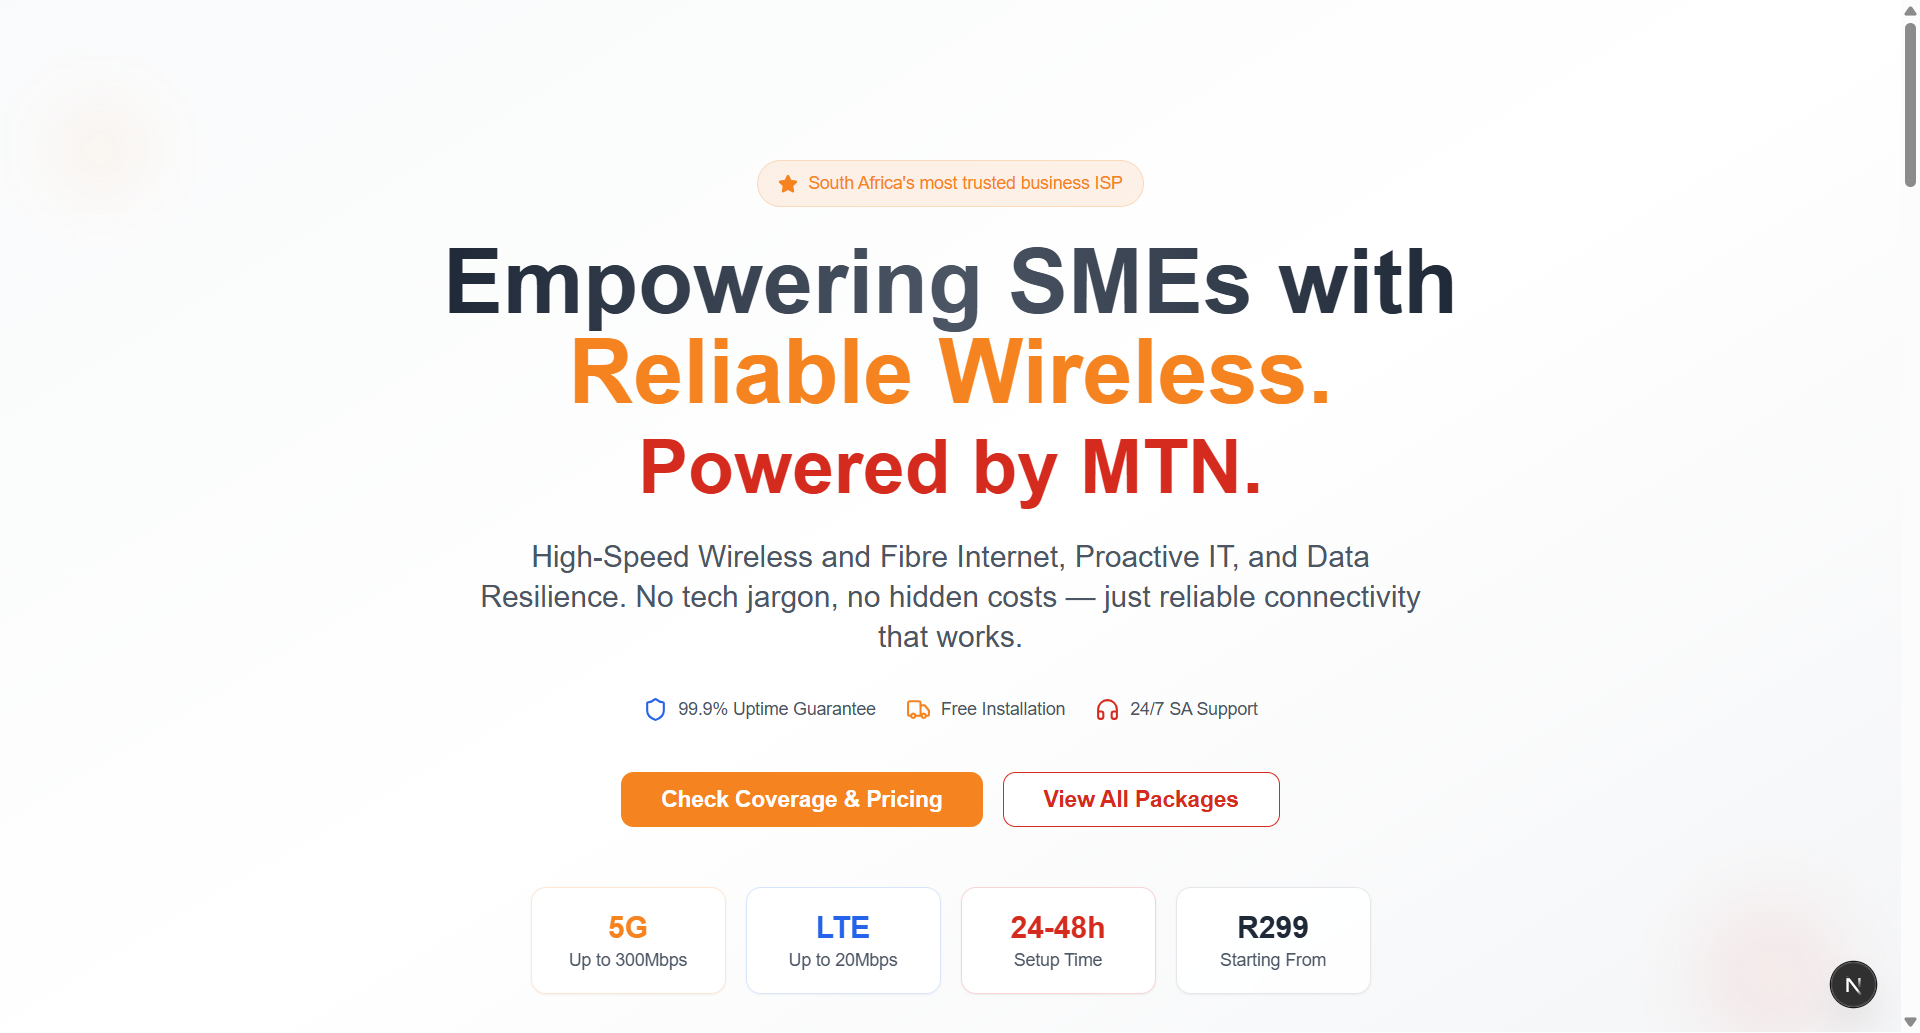 South Africa's most trusted business ISP
Empowering SMEs with
Reliable Wireless.
Powered by MTN.
High-Speed Wireless and Fibre Internet, Proactive IT, and Data
Resilience. No tech jargon, no hidden costs — just reliable connectivity
that works.
99.9% Uptime Guarantee
Free Installation
24/7 SA Support
Check Coverage & Pricing
View All Packages
5G
Up to 300Mbps
LTE
Up to 20Mbps
24-48h
Setup Time
R299
Starting From
N